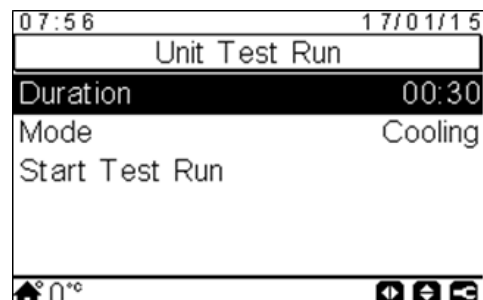 07:56 17/01/15
Unit Test Run
Duration 00:30
Mode Cooling
Start Test Run
0°C